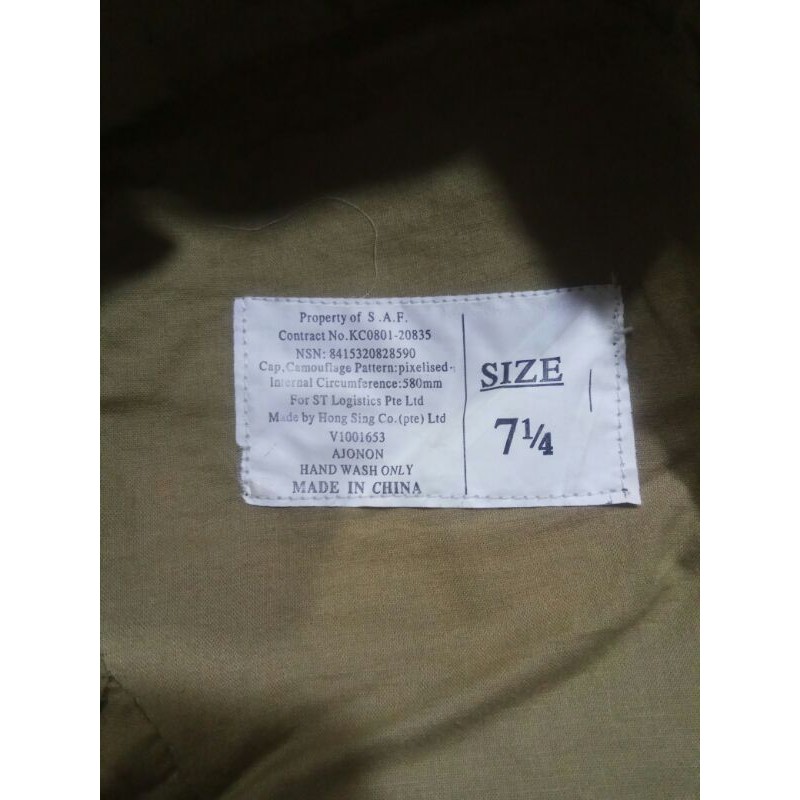 Property of S.A.F.
Contract No.KC0801-20835
NSN: 8415320828590
Cap,Camouflage Pattern:pixelised-1
Internal Circumference:580mm
For ST Logistics Pte Ltd
Made by Hong Sing Co.(pte) Ltd
V1001653
AJONON
HAND WASH ONLY
MADE IN CHINA
SIZE
7¼